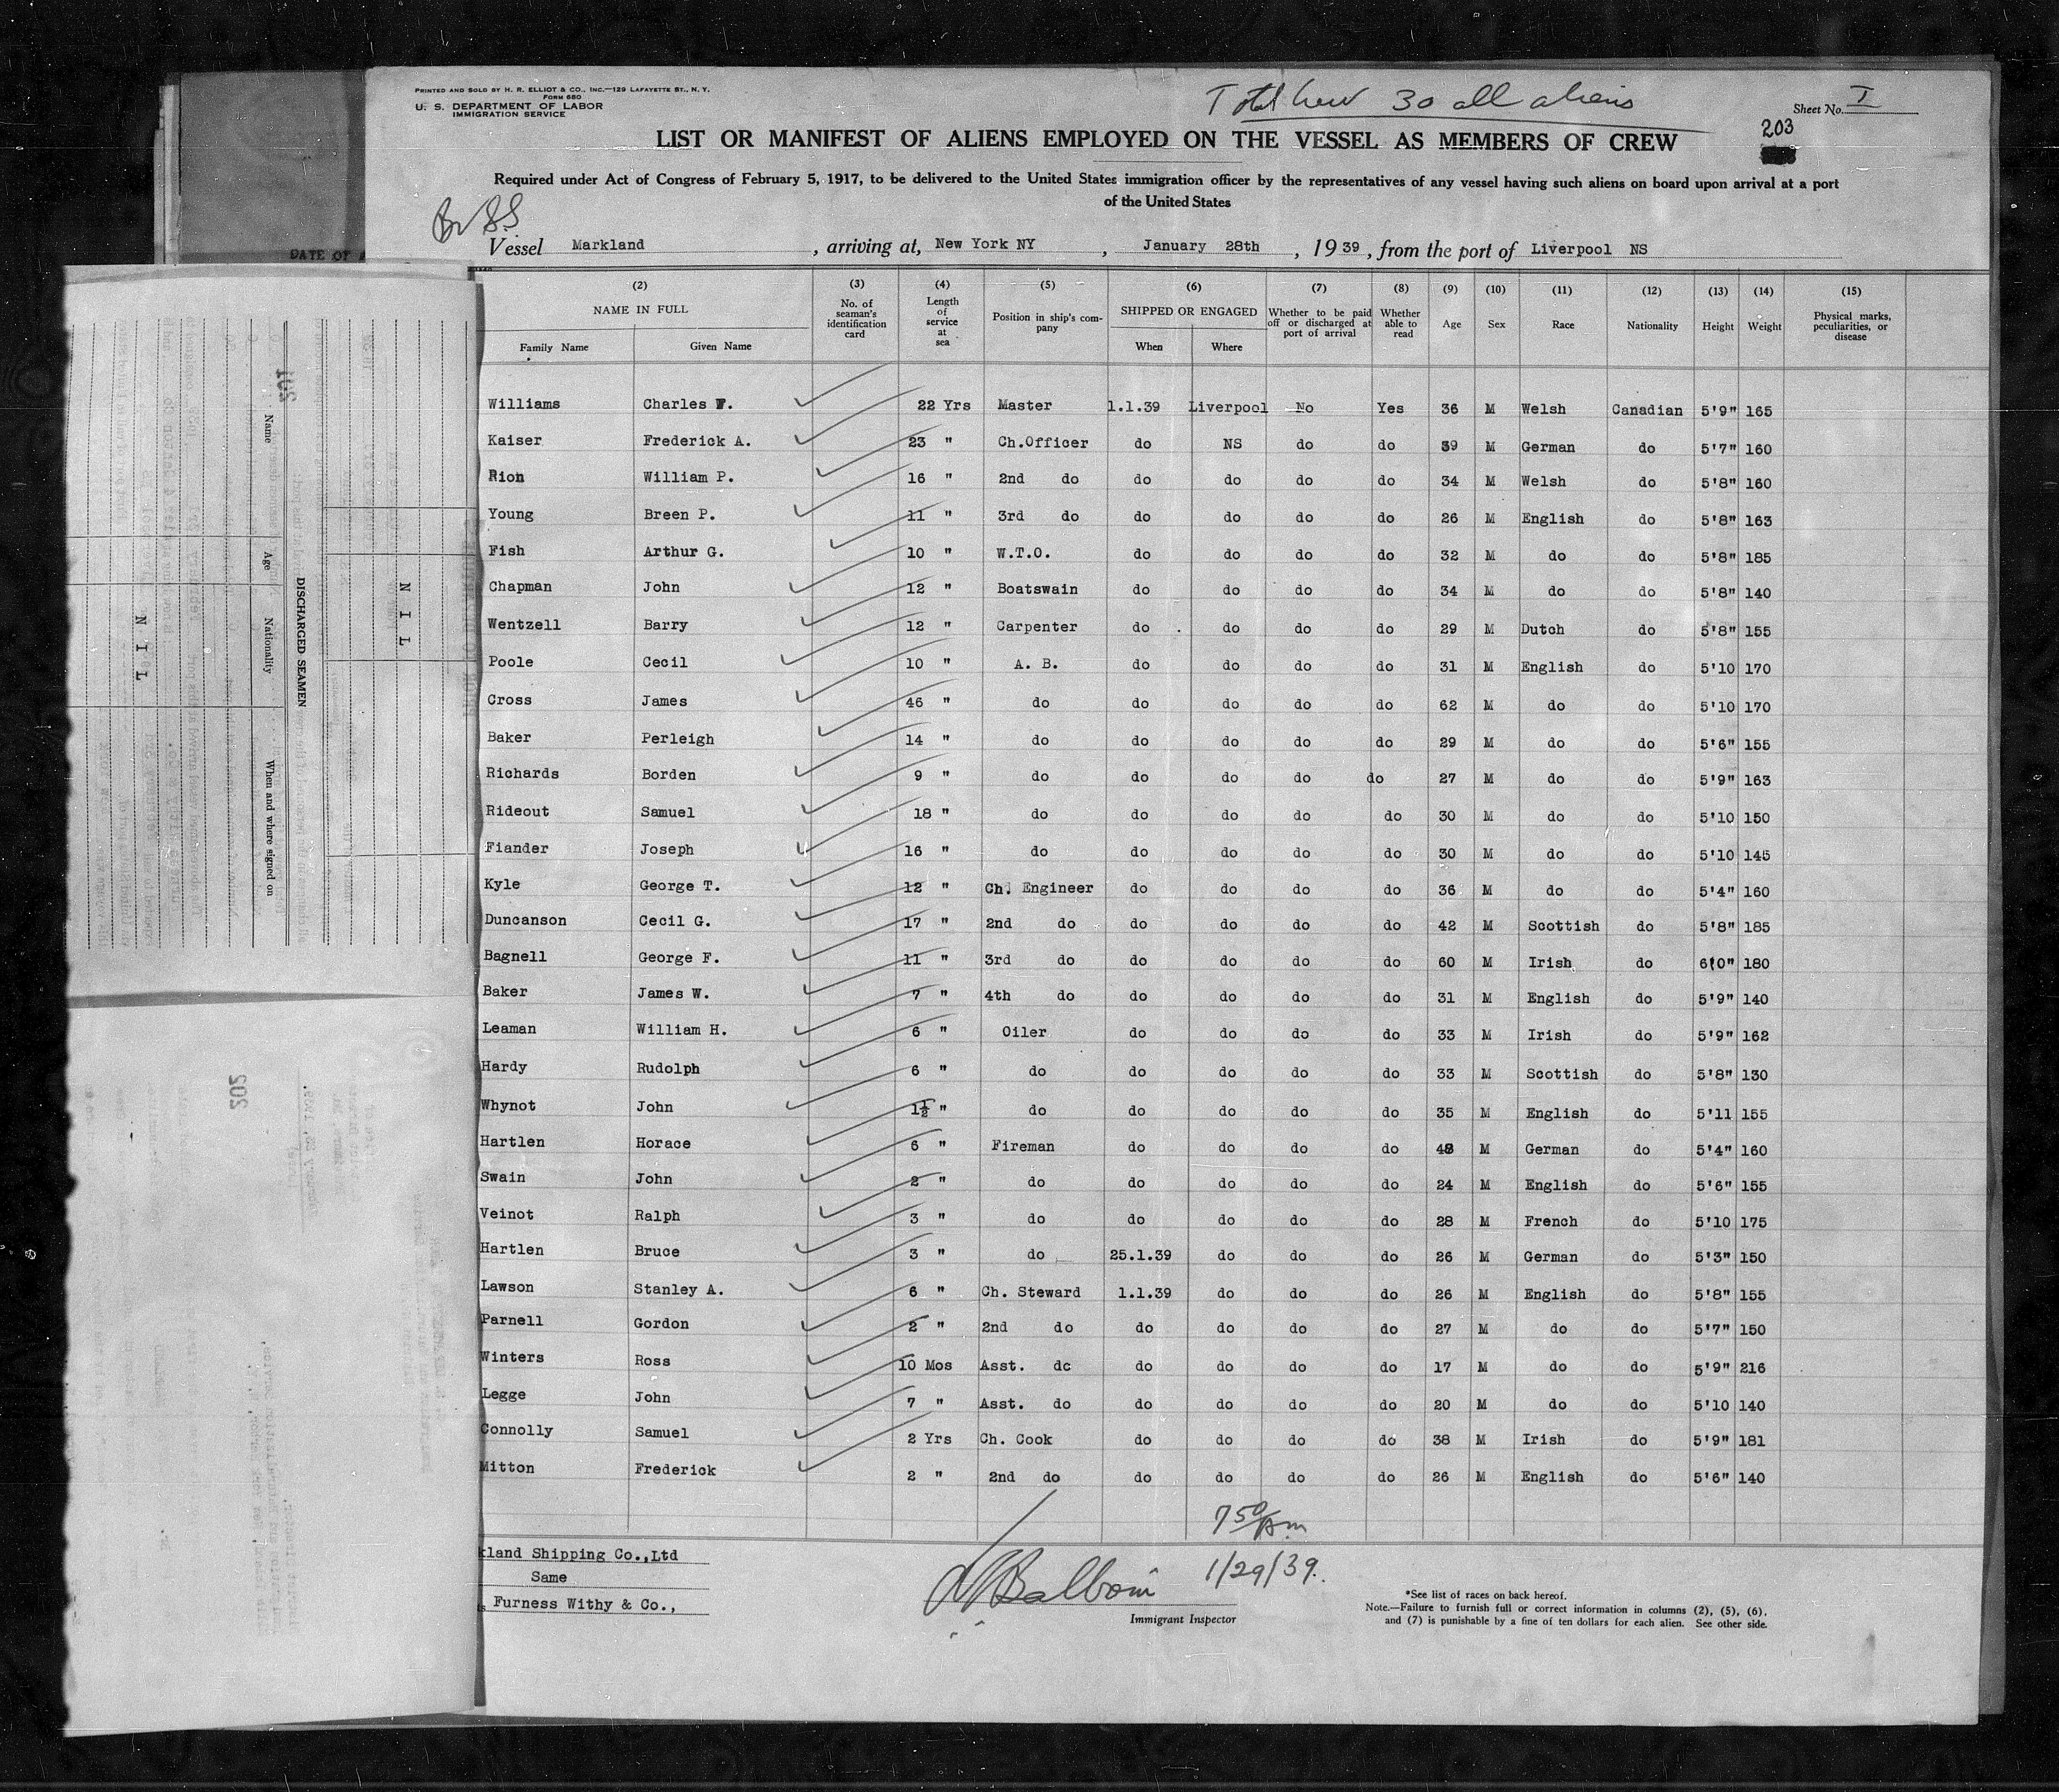 PRINTED AND SOLD BY H. R. ELLIOT & CO., INC.—129 LAFAYETTE ST., N. Y.
FORM 680
U. S. DEPARTMENT OF LABOR
IMMIGRATION SERVICE
Total Crew 30 all aliens
Sheet No. I
203
LIST OR MANIFEST OF ALIENS EMPLOYED ON THE VESSEL AS MEMBERS OF CREW
Required under Act of Congress of February 5, 1917, to be delivered to the United States immigration officer by the representatives of any vessel having such aliens on board upon arrival at a port
of the United States
Br SS
Vessel Markland, arriving at, New York NY, January 28th, 1939, from the port of Liverpool NS
(2) NAME IN FULL Family Name Given Name
(3) No. of seaman's identification card
(4) Length of service at sea
(5) Position in ship's company
(6) SHIPPED OR ENGAGED When Where
(7) Whether to be paid off or discharged at port of arrival
(8) Whether able to read
(9) Age
(10) Sex
(11) Race
(12) Nationality
(13) Height
(14) Weight
(15) Physical marks, peculiarities, or disease
Williams Charles W. 22 Yrs Master 1.1.39 Liverpool No Yes 36 M Welsh Canadian 5'9" 165
Kaiser Frederick A. 23 " Ch.Officer do NS do do 39 M German do 5'7" 160
Rion William P. 16 " 2nd do do do do do 34 M Welsh do 5'8" 160
Young Breen P. 11 " 3rd do do do do do 26 M English do 5'8" 163
Fish Arthur G. 10 " W.T.O. do do do do 32 M do do 5'8" 185
Chapman John 12 " Boatswain do do do do 34 M do do 5'8" 140
Wentzell Barry 12 " Carpenter do do do do 29 M Dutch do 5'8" 155
Poole Cecil 10 " A. B. do do do do 31 M English do 5'10 170
Cross James 46 " do do do do do 62 M do do 5'10 170
Baker Perleigh 14 " do do do do do 29 M do do 5'6" 155
Richards Borden 9 " do do do do do 27 M do do 5'9" 163
Rideout Samuel 18 " do do do do do 30 M do do 5'10 150
Fiander Joseph 16 " do do do do do 30 M do do 5'10 145
Kyle George T. 12 " Ch. Engineer do do do do 36 M do do 5'4" 160
Duncanson Cecil G. 17 " 2nd do do do do do 42 M Scottish do 5'8" 185
Bagnell George F. 11 " 3rd do do do do do 60 M Irish do 6'0" 180
Baker James W. 7 " 4th do do do do do 31 M English do 5'9" 140
Leaman William H. 6 " Oiler do do do do 33 M Irish do 5'9" 162
Hardy Rudolph 6 " do do do do do 33 M Scottish do 5'8" 130
Whynot John 1½ " do do do do do 35 M English do 5'11 155
Hartlen Horace 6 " Fireman do do do do 48 M German do 5'4" 160
Swain John 2 " do do do do do 24 M English do 5'6" 155
Veinot Ralph 3 " do do do do do 28 M French do 5'10 175
Hartlen Bruce 3 " do 25.1.39 do do do 26 M German do 5'3" 150
Lawson Stanley A. 6 " Ch. Steward 1.1.39 do do do 26 M English do 5'8" 155
Parnell Gordon 2 " 2nd do do do do do 27 M do do 5'7" 150
Winters Ross 10 Mos Asst. dc do do do do 17 M do do 5'9" 216
Legge John 7 " Asst. do do do do do 20 M do do 5'10 140
Connolly Samuel 2 Yrs Ch. Cook do do do do 38 M Irish do 5'9" 181
Mitton Frederick 2 " 2nd do do do do do 26 M English do 5'6" 140
7 50 pm
1/29/39.
kland Shipping Co.,Ltd
Same
Furness Withy & Co.,
Immigrant Inspector
*See list of races on back hereof.
Note.—Failure to furnish full or correct information in columns (2), (5), (6),
and (7) is punishable by a fine of ten dollars for each alien. See other side.
DATE OF
201
Name
Age
Nationality
When and where signed on
DISCHARGED SEAMEN
N I L
N I L
202